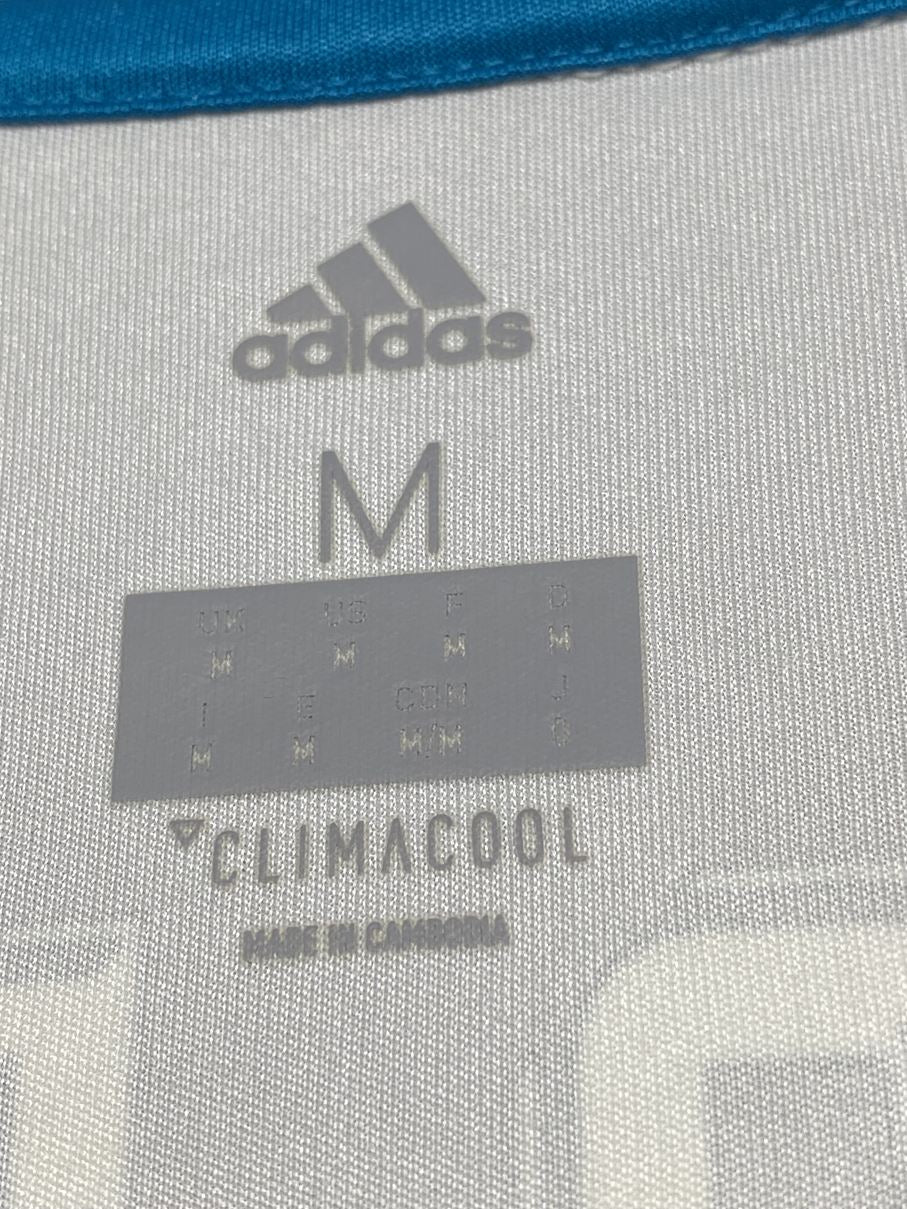 adidas
M
UK US F D
M M M M
I E CDN J
M M M/M O
CLIMACOOL
MADE IN CAMBODIA